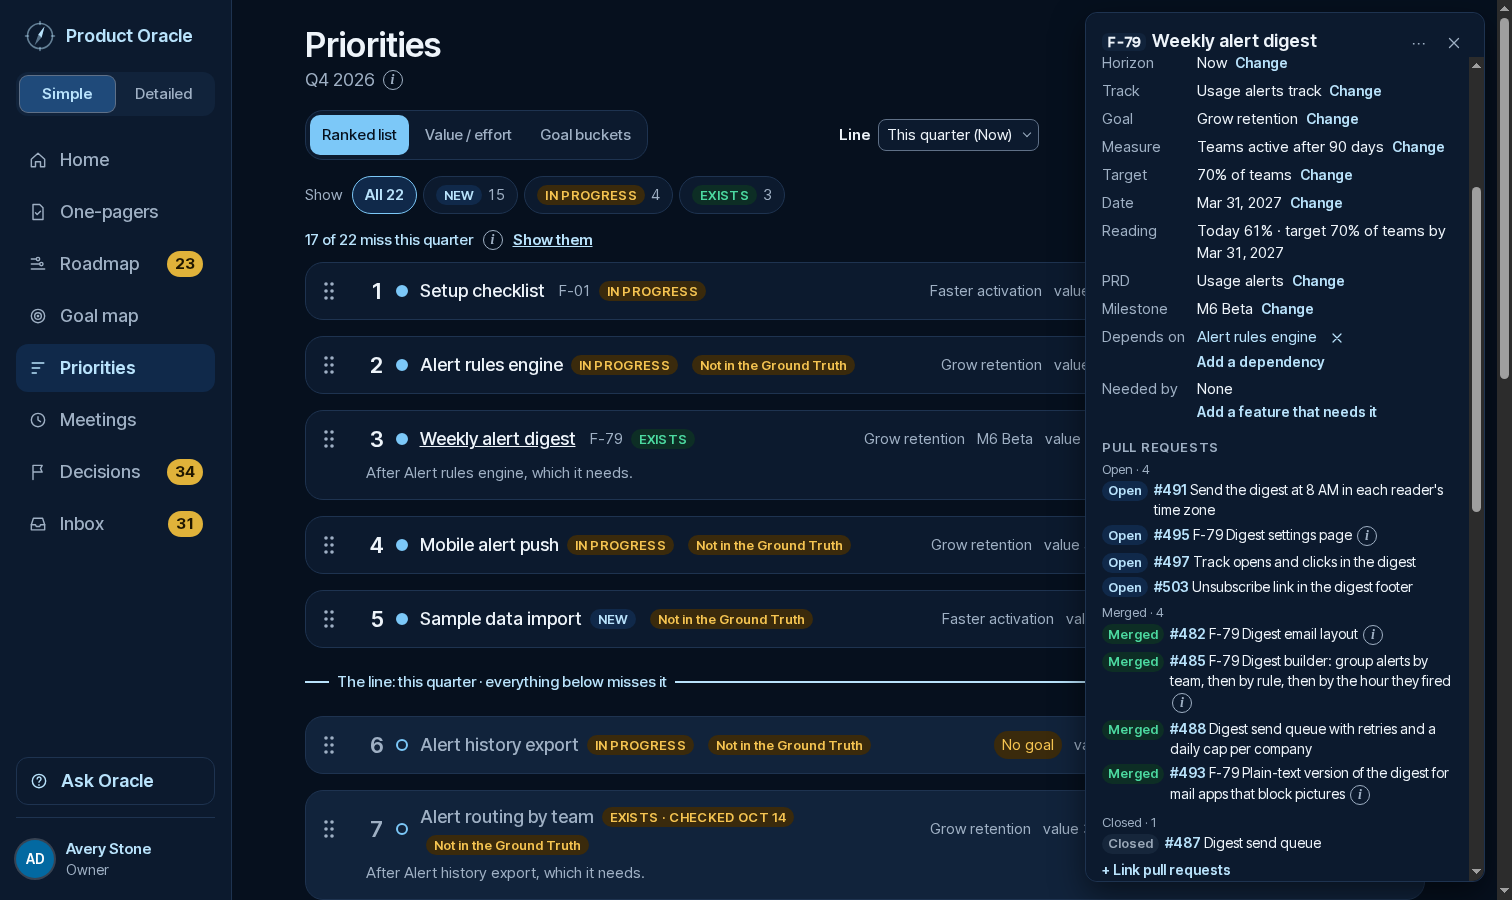 Product Oracle
Simple Detailed
Home
One-pagers
Roadmap 23
Goal map
Priorities
Meetings
Decisions 34
Inbox 31
Ask Oracle
AD Avery Stone
Owner
Priorities
Q4 2026 i
Ranked list Value / effort Goal buckets
Line This quarter (Now)
Show All 22 NEW 15 IN PROGRESS 4 EXISTS 3
17 of 22 miss this quarter i Show them
1 Setup checklist F-01 IN PROGRESS Faster activation value
2 Alert rules engine IN PROGRESS Not in the Ground Truth Grow retention value
3 Weekly alert digest F-79 EXISTS Grow retention M6 Beta value
After Alert rules engine, which it needs.
4 Mobile alert push IN PROGRESS Not in the Ground Truth Grow retention value
5 Sample data import NEW Not in the Ground Truth Faster activation
The line: this quarter · everything below misses it
6 Alert history export IN PROGRESS Not in the Ground Truth No goal
7 Alert routing by team EXISTS · CHECKED OCT 14 Grow retention value
Not in the Ground Truth
After Alert history export, which it needs.
F-79 Weekly alert digest ...
Horizon Now Change
Track Usage alerts track Change
Goal Grow retention Change
Measure Teams active after 90 days Change
Target 70% of teams Change
Date Mar 31, 2027 Change
Reading Today 61% · target 70% of teams by
Mar 31, 2027
PRD Usage alerts Change
Milestone M6 Beta Change
Depends on Alert rules engine ×
Add a dependency
Needed by None
Add a feature that needs it
PULL REQUESTS
Open · 4
Open #491 Send the digest at 8 AM in each reader's
time zone
Open #495 F-79 Digest settings page i
Open #497 Track opens and clicks in the digest
Open #503 Unsubscribe link in the digest footer
Merged · 4
Merged #482 F-79 Digest email layout i
Merged #485 F-79 Digest builder: group alerts by
team, then by rule, then by the hour they fired
i
Merged #488 Digest send queue with retries and a
daily cap per company
Merged #493 F-79 Plain-text version of the digest for
mail apps that block pictures i
Closed · 1
Closed #487 Digest send queue
+ Link pull requests